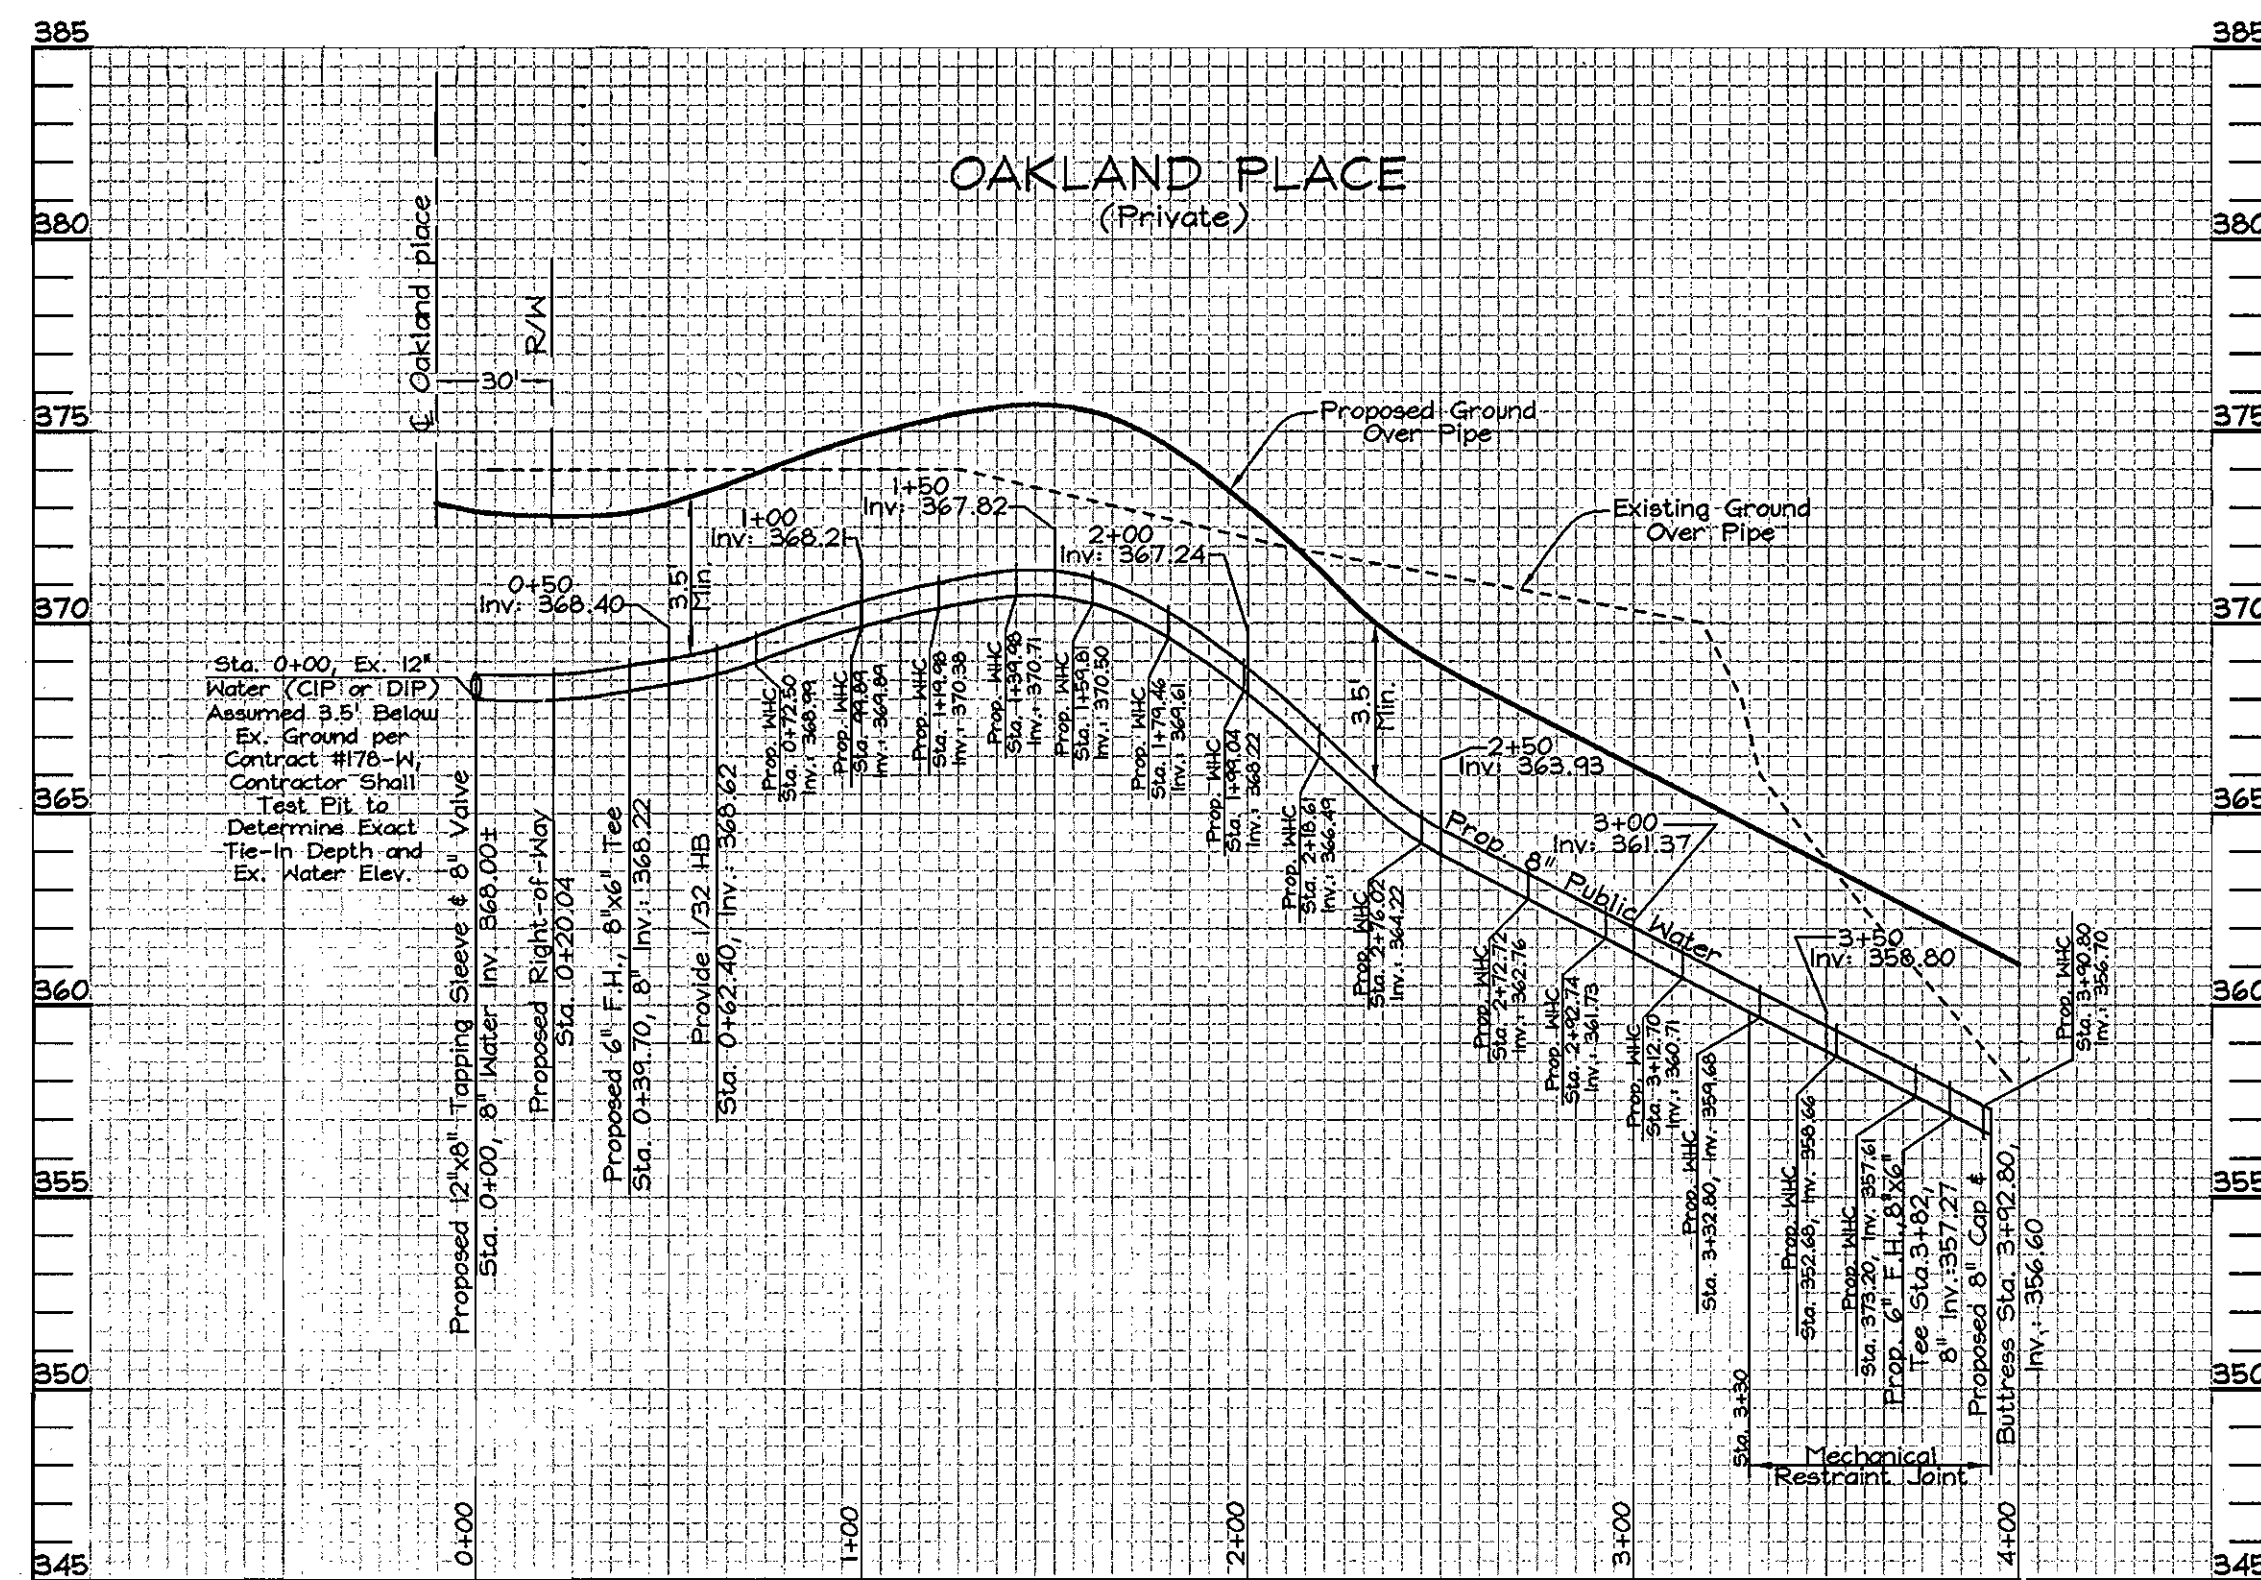 385
385
OAKLAND PLACE
(Private)
380
380
℄ Oakland place
R/W
30'
375
375
Proposed Ground
Over Pipe
Existing Ground
Over Pipe
1+50
Inv: 367.82
1+00
Inv: 368.21
2+00
Inv: 367.24
0+50
Inv: 368.40
3.5'
Min.
370
370
Sta. 0+00, Ex. 12"
Water (CIP or DIP)
Assumed 3.5' Below
Ex. Ground per
Contract #178-W,
Contractor Shall
Test Pit to
Determine Exact
Tie-In Depth and
Ex. Water Elev.
Prop. WHC
Sta. 0+72.50
Inv.: 368.99
Prop. WHC
Sta. 99.89
Inv.: 369.89
Prop. WHC
Sta. 1+19.98
Inv.: 370.38
Prop. WHC
Sta. 1+39.98
Inv.: 370.71
Prop. WHC
Sta. 1+59.81
Inv.: 370.50
Prop. WHC
Sta. 1+79.46
Inv.: 369.61
Prop. WHC
Sta. 1+99.04
Inv.: 368.22
Prop. WHC
Sta. 2+18.61
Inv.: 366.49
3.5'
Min.
2+50
Inv: 363.93
365
365
Prop. 8" Public Water
3+00
Inv: 361.37
Prop. WHC
Sta. 2+76.02
Inv.: 364.22
Prop. WHC
Sta. 2+72.72
Inv.: 362.76
Prop. WHC
Sta. 2+92.74
Inv.: 361.73
Prop. WHC
Sta. 3+12.70
Inv.: 360.71
3+50
Inv: 358.80
Prop. WHC
Sta. 3+90.80
Inv.: 356.70
360
360
Proposed 12"x8" Tapping Sleeve & 8" Valve
Sta. 0+00, 8" Water Inv. 368.00±
Proposed Right-of-Way
Sta. 0+20.04
Proposed 6" F.H., 8"x6" Tee
Sta. 0+39.70, 8" Inv.: 368.22
Provide 1/32 HB
Sta. 0+62.40, Inv.: 368.62
Prop. WHC
Sta. 3+32.80, Inv. 359.68
Prop. WHC
Sta. 352.68, Inv. 358.66
Prop. WHC
Sta. 373.20, Inv. 357.61
Prop. 6" F.H., 8"X6"
Tee Sta.3+82,
8" Inv.:357.27
Proposed 8" Cap &
Buttress Sta. 3+92.80,
Inv.: 356.60
355
355
350
350
Sta. 3+30
Mechanical
Restraint Joint
0+00
1+00
2+00
3+00
4+00
345
345